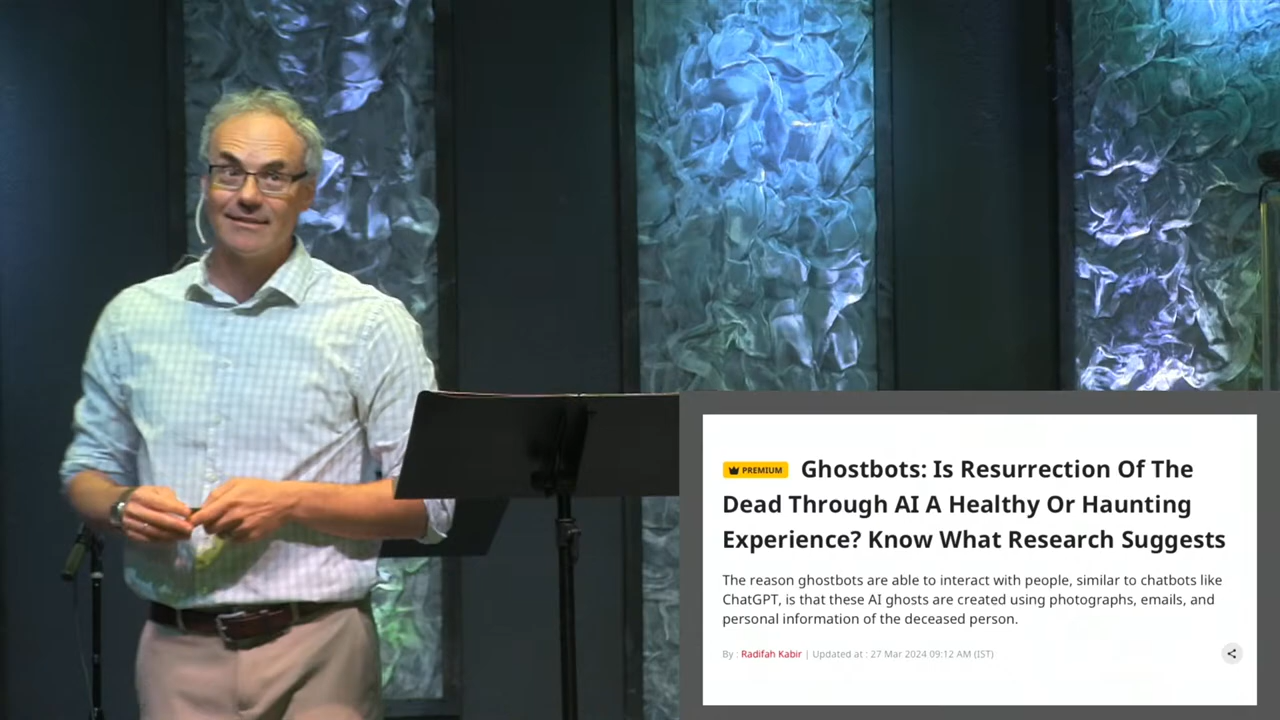 PREMIUM Ghostbots: Is Resurrection Of The
Dead Through AI A Healthy Or Haunting
Experience? Know What Research Suggests
The reason ghostbots are able to interact with people, similar to chatbots like
ChatGPT, is that these AI ghosts are created using photographs, emails, and
personal information of the deceased person.
By : Radifah Kabir | Updated at : 27 Mar 2024 09:12 AM (IST)